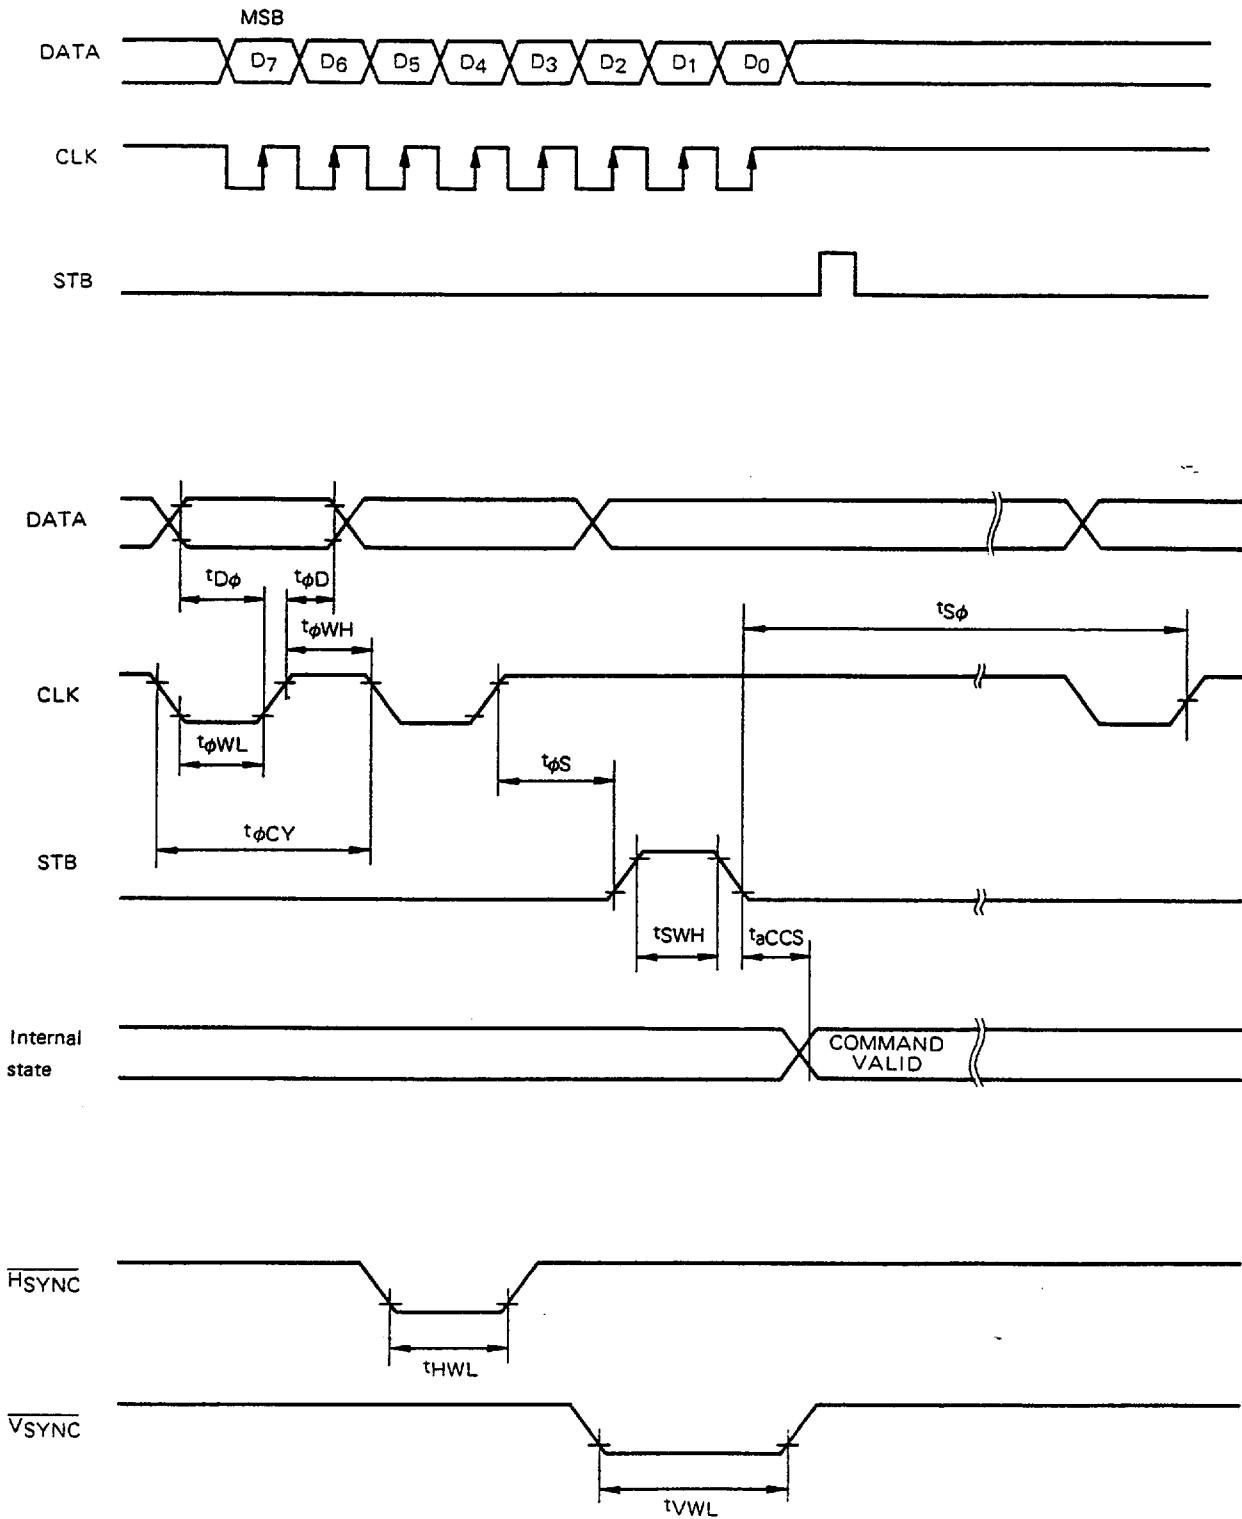 MSB
DATA
D7 D6 D5 D4 D3 D2 D1 D0
CLK
STB
DATA
tDϕ
tϕD
tSϕ
tϕWH
CLK
tϕWL
tϕS
tϕCY
STB
tSWH
taCCS
Internal
state
COMMAND
VALID
HSYNC
tHWL
VSYNC
tVWL